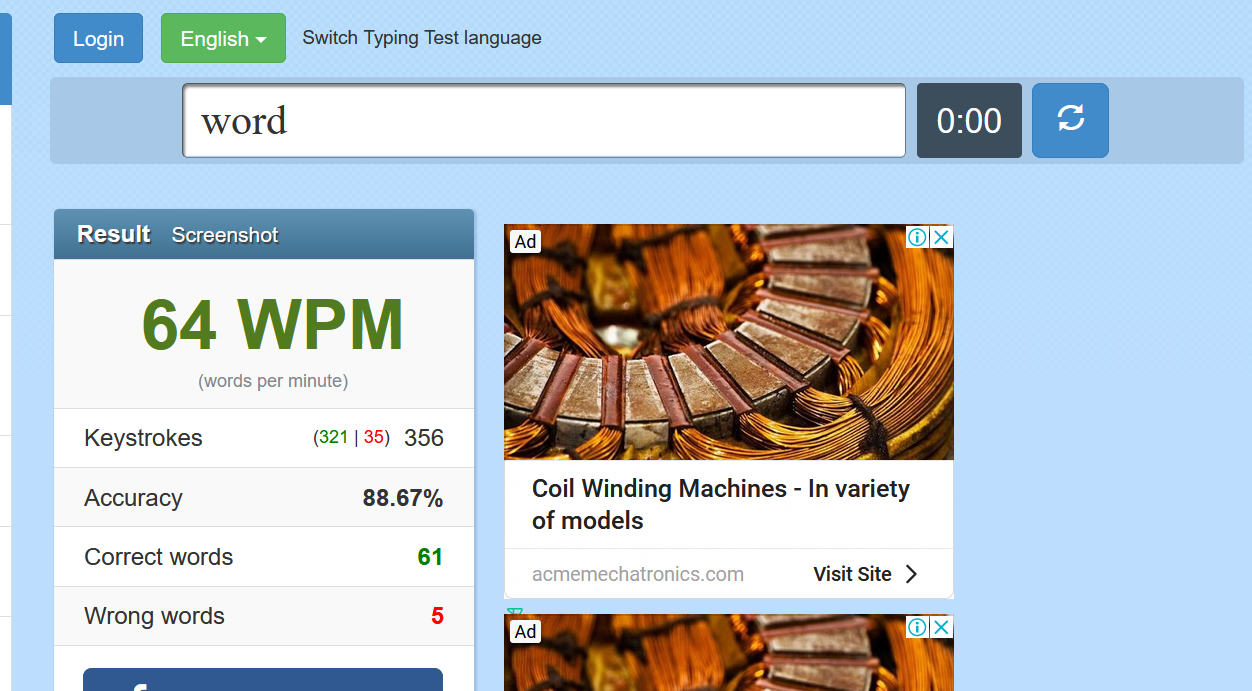 Login English Switch Typing Test language
word 0:00
Result Screenshot
64 WPM
(words per minute)
Keystrokes (321 | 35) 356
Accuracy 88.67%
Correct words 61
Wrong words 5
Ad
Coil Winding Machines - In variety
of models
acmemechatronics.com Visit Site
Ad